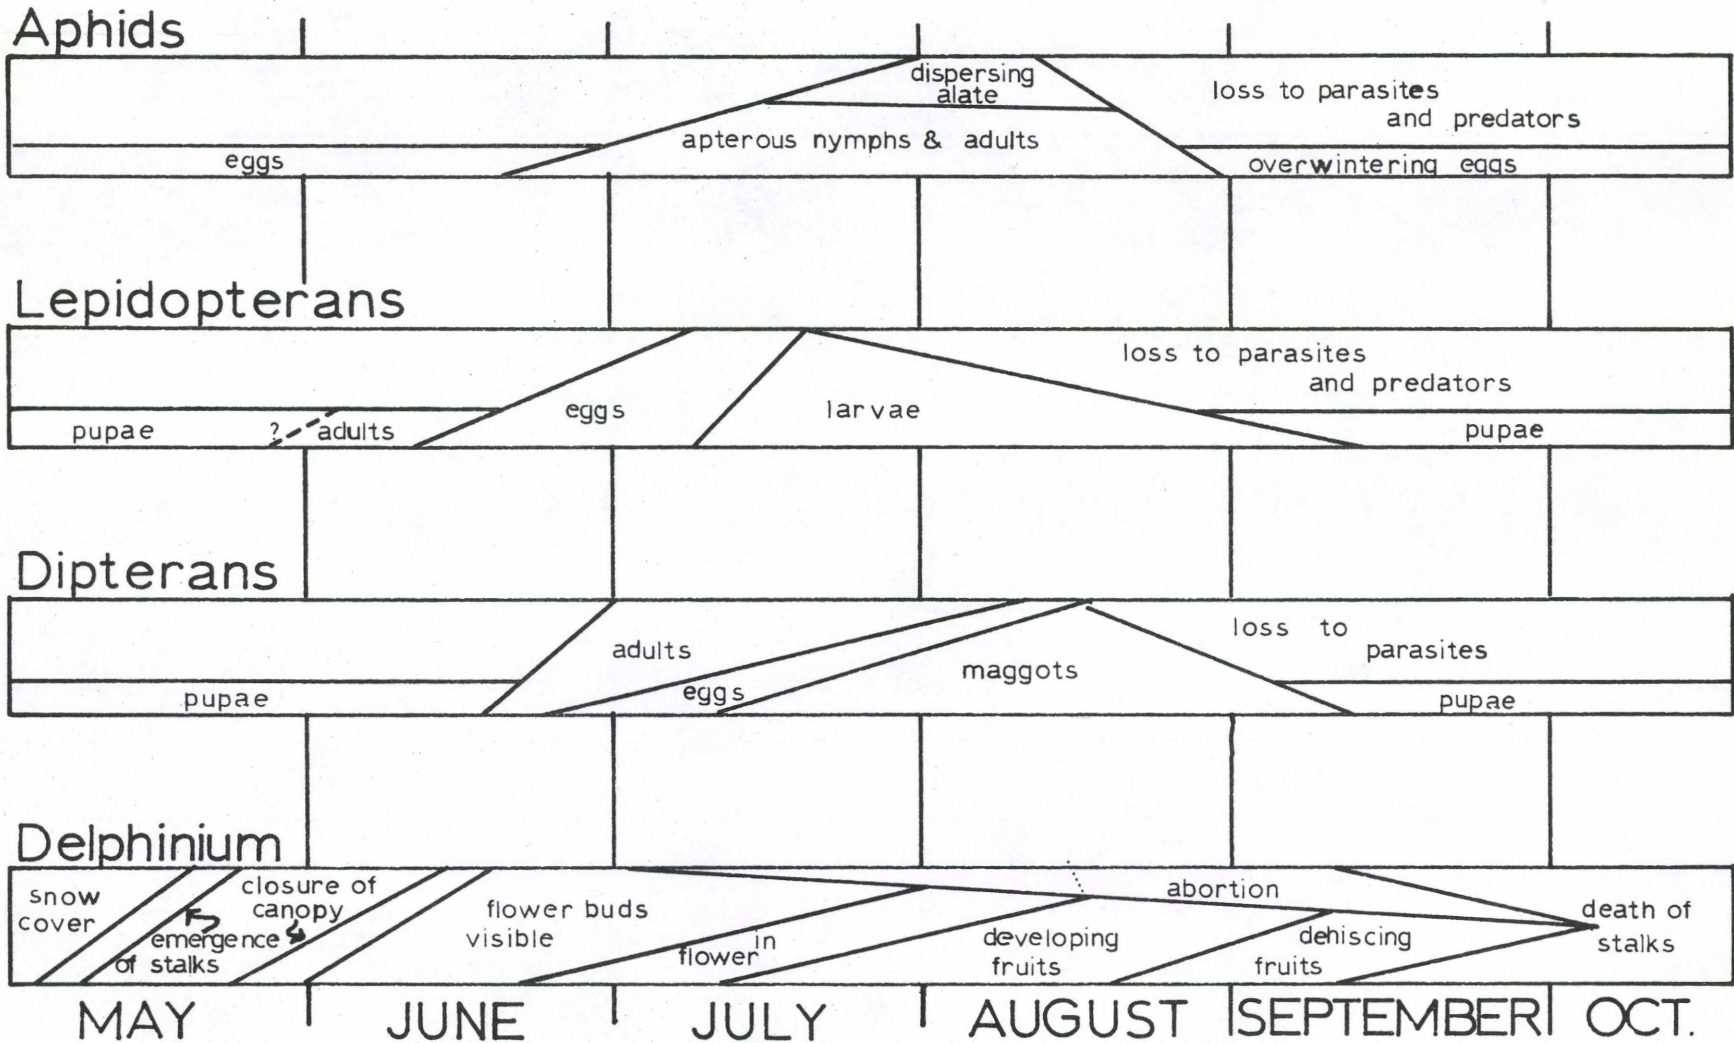 Aphids
dispersing
alate
loss to parasites
and predators
apterous nymphs & adults
eggs
overwintering eggs
Lepidopterans
loss to parasites
and predators
eggs
larvae
pupae
?
adults
pupae
Dipterans
loss to
parasites
adults
maggots
eggs
pupae
pupae
Delphinium
snow
cover
closure of
canopy
emergence
of stalks
flower buds
visible
in
flower
developing
fruits
abortion
dehiscing
fruits
death of
stalks
MAY
JUNE
JULY
AUGUST
SEPTEMBER
OCT.